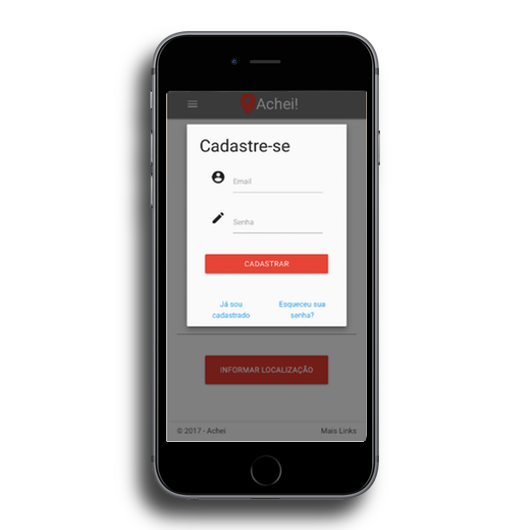 Achei!
Cadastre-se
Email
Senha
CADASTRAR
Já sou
cadastrado
Esqueceu sua
senha?
INFORMAR LOCALIZAÇÃO
© 2017 - Achei
Mais Links